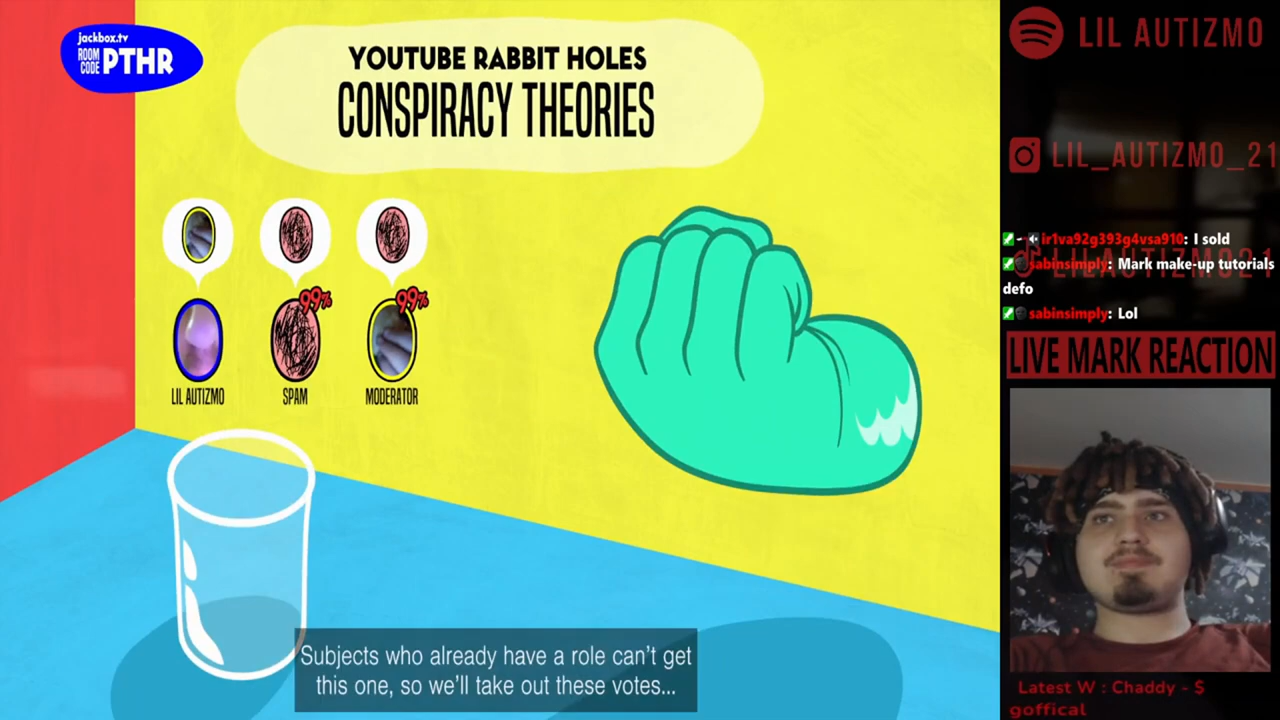 jackbox.tv
ROOM CODE PTHR
YOUTUBE RABBIT HOLES
CONSPIRACY THEORIES
99%
99%
LIL AUTIZMO
SPAM
MODERATOR
Subjects who already have a role can't get
this one, so we'll take out these votes...
LIL AUTIZMO
LIL_AUTIZMO_21
ir1va92g393g4vsa910: I sold
sabinsimply: Mark make-up tutorials
defo
sabinsimply: Lol
LIVE MARK REACTION
Latest W : Chaddy - $
goffical